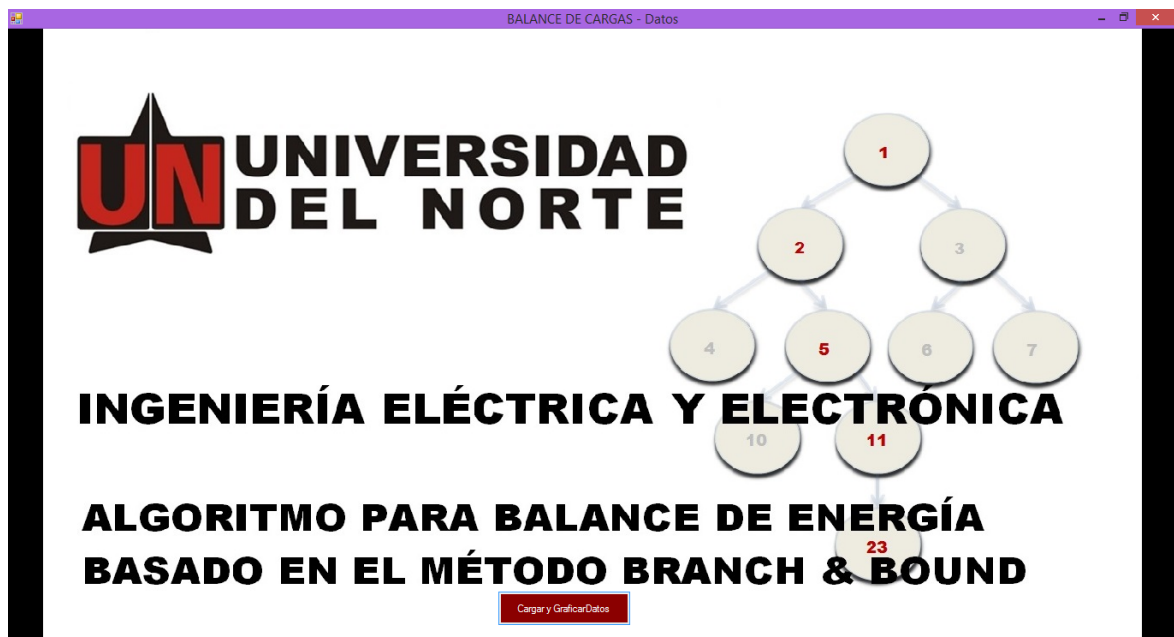 BALANCE DE CARGAS - Datos
UN UNIVERSIDAD
DEL NORTE
1
2
3
4
5
6
7
INGENIERÍA ELÉCTRICA Y ELECTRÓNICA
10
11
ALGORITMO PARA BALANCE DE ENERGÍA
23
BASADO EN EL MÉTODO BRANCH & BOUND
Cargar y GraficarDatos